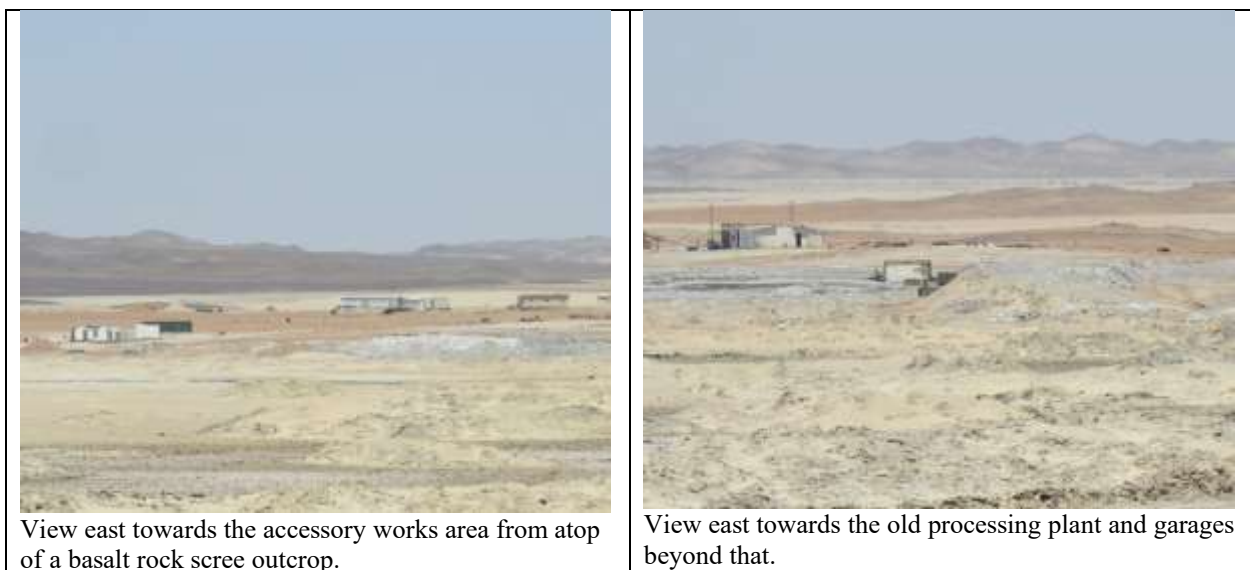 View east towards the accessory works area from atop
of a basalt rock scree outcrop.
View east towards the old processing plant and garages
beyond that.